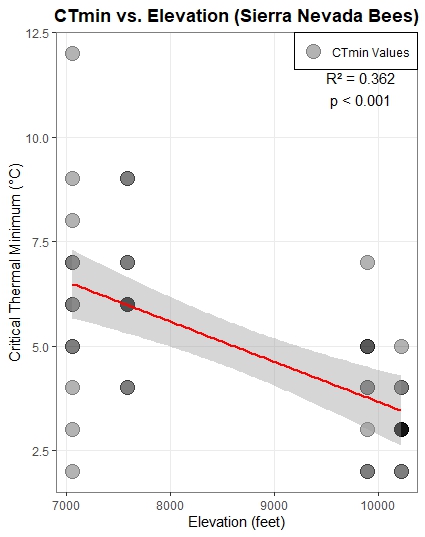 CTmin vs. Elevation (Sierra Nevada Bees)
CTmin Values
R² = 0.362
p < 0.001
Critical Thermal Minimum (°C)
12.5
10.0
7.5
5.0
2.5
7000 8000 9000 10000
Elevation (feet)